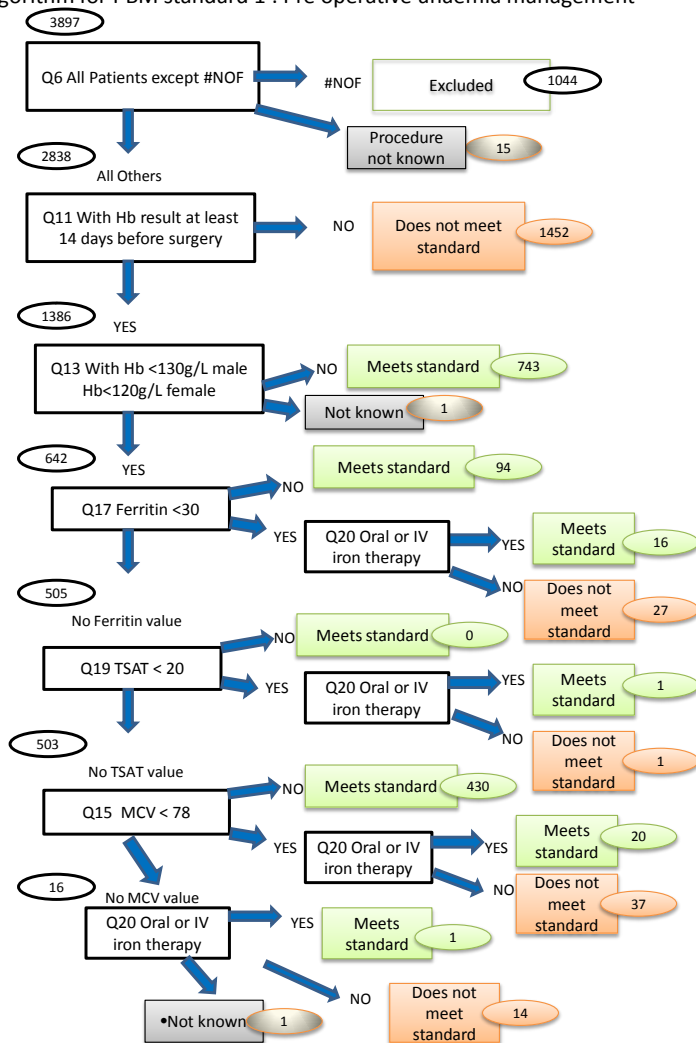 gorithm for PBM standard 1 : Pre operative anaemia management
3897
Q6 All Patients except #NOF
#NOF
Excluded
1044
Procedure
not known
15
2838
All Others
Q11 With Hb result at least
14 days before surgery
NO
Does not meet
standard
1452
1386
YES
Q13 With Hb <130g/L male
Hb<120g/L female
NO
Meets standard
743
Not known
1
642
YES
Q17 Ferritin <30
NO
Meets standard
94
YES
Q20 Oral or IV
iron therapy
YES
Meets
standard
16
NO
Does not
meet
standard
27
505
No Ferritin value
Q19 TSAT < 20
NO
Meets standard
0
YES
Q20 Oral or IV
iron therapy
YES
Meets
standard
1
NO
Does not
meet
standard
1
503
No TSAT value
Q15 MCV < 78
NO
Meets standard
430
YES
Q20 Oral or IV
iron therapy
YES
Meets
standard
20
NO
Does not
meet
standard
37
16
No MCV value
Q20 Oral or IV
iron therapy
YES
Meets
standard
1
•Not known
1
NO
Does not
meet
standard
14